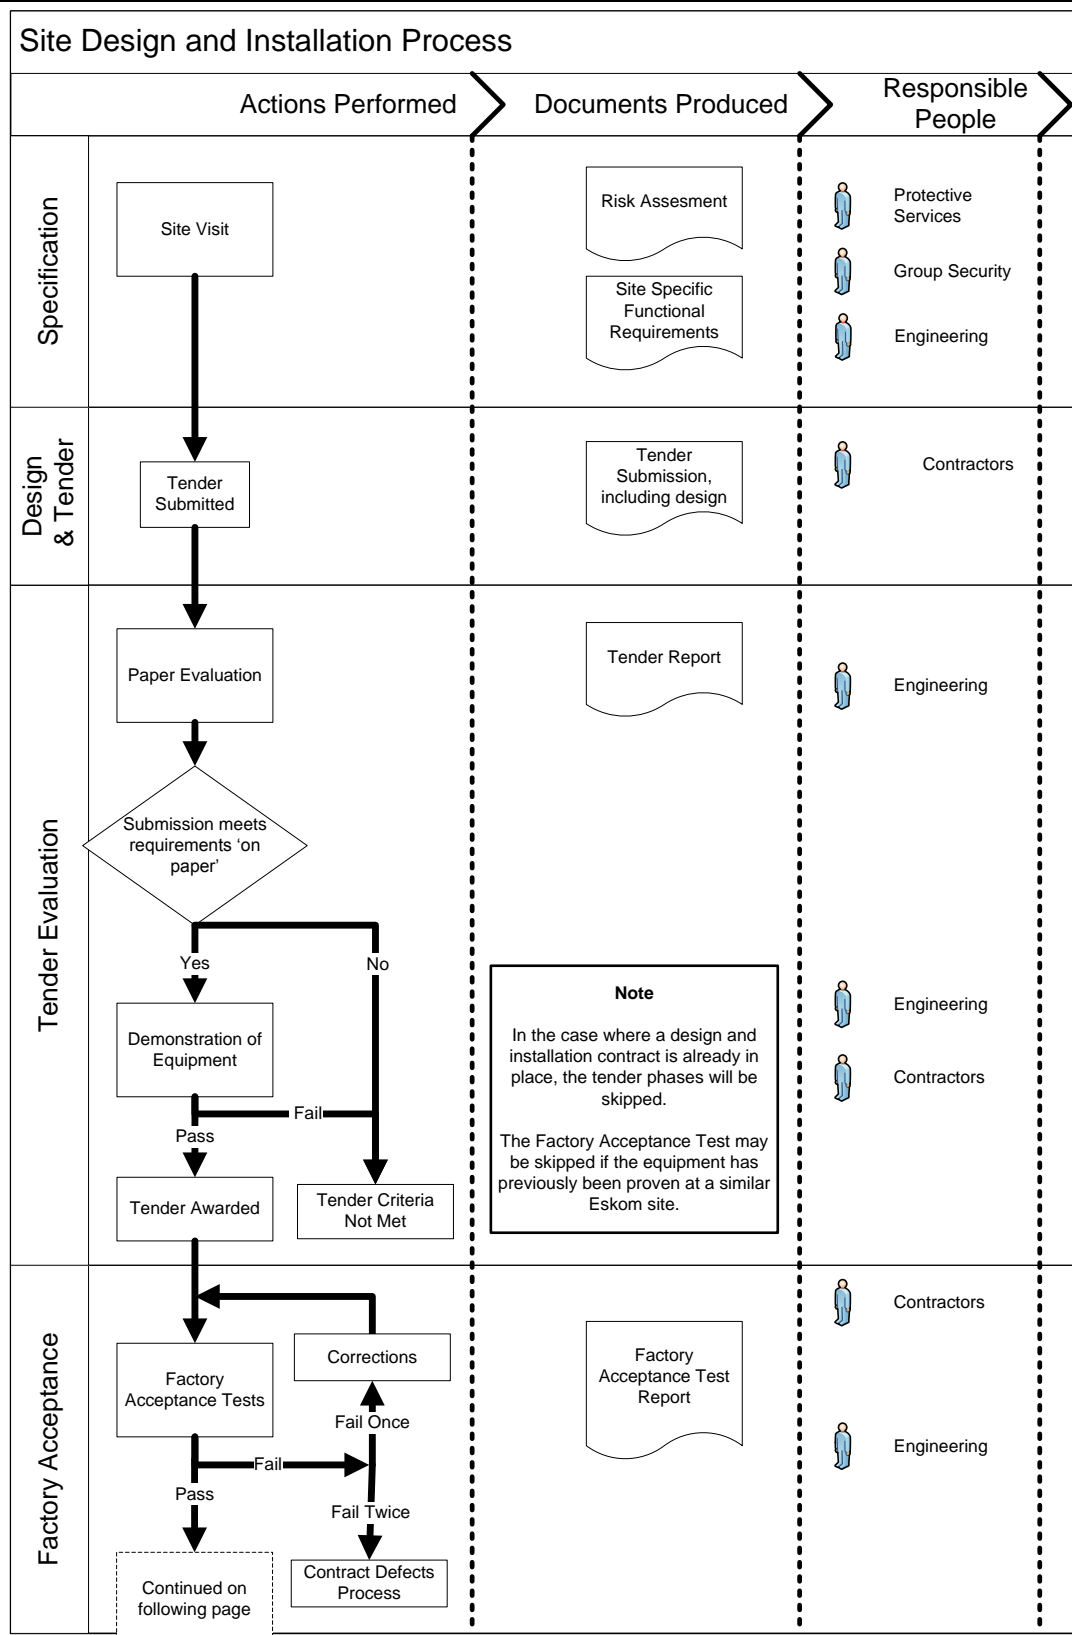 Site Design and Installation Process
Actions Performed
Documents Produced
Responsible
People
Specification
Site Visit
Risk Assesment
Site Specific
Functional
Requirements
Protective
Services
Group Security
Engineering
Design
& Tender
Tender
Submitted
Tender
Submission,
including design
Contractors
Tender Evaluation
Paper Evaluation
Tender Report
Engineering
Submission meets
requirements ‘on
paper’
Yes
No
Demonstration of
Equipment
Fail
Pass
Tender Awarded
Tender Criteria
Not Met
Note
In the case where a design and
installation contract is already in
place, the tender phases will be
skipped.
The Factory Acceptance Test may
be skipped if the equipment has
previously been proven at a similar
Eskom site.
Engineering
Contractors
Factory Acceptance
Factory
Acceptance Tests
Corrections
Fail Once
Fail
Pass
Fail Twice
Continued on
following page
Contract Defects
Process
Factory
Acceptance Test
Report
Contractors
Engineering